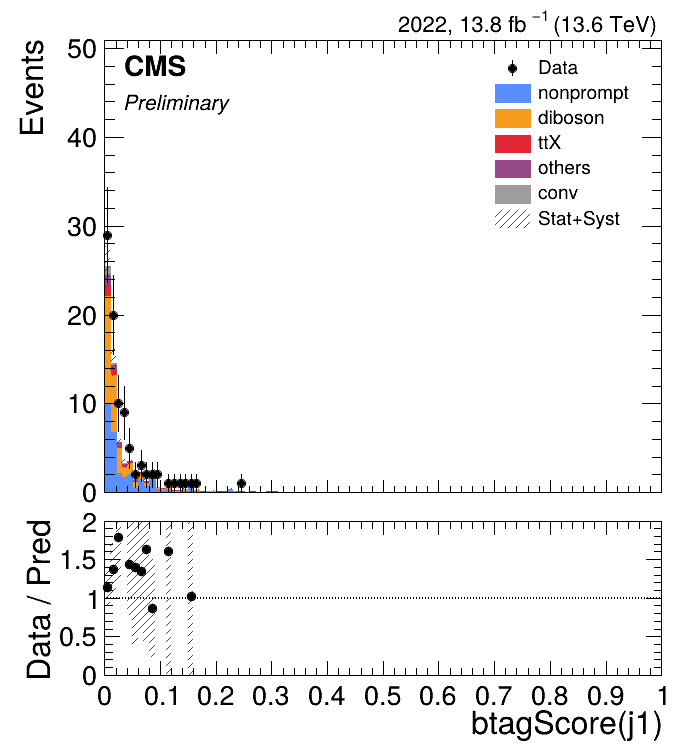 2022, 13.8 fb⁻¹ (13.6 TeV)
CMS
Preliminary
Data
nonprompt
diboson
ttX
others
conv
Stat+Syst
Events
50
40
30
20
10
0
Data / Pred
2
1.5
1
0.5
0
0 0.1 0.2 0.3 0.4 0.5 0.6 0.7 0.8 0.9 1
btagScore(j1)